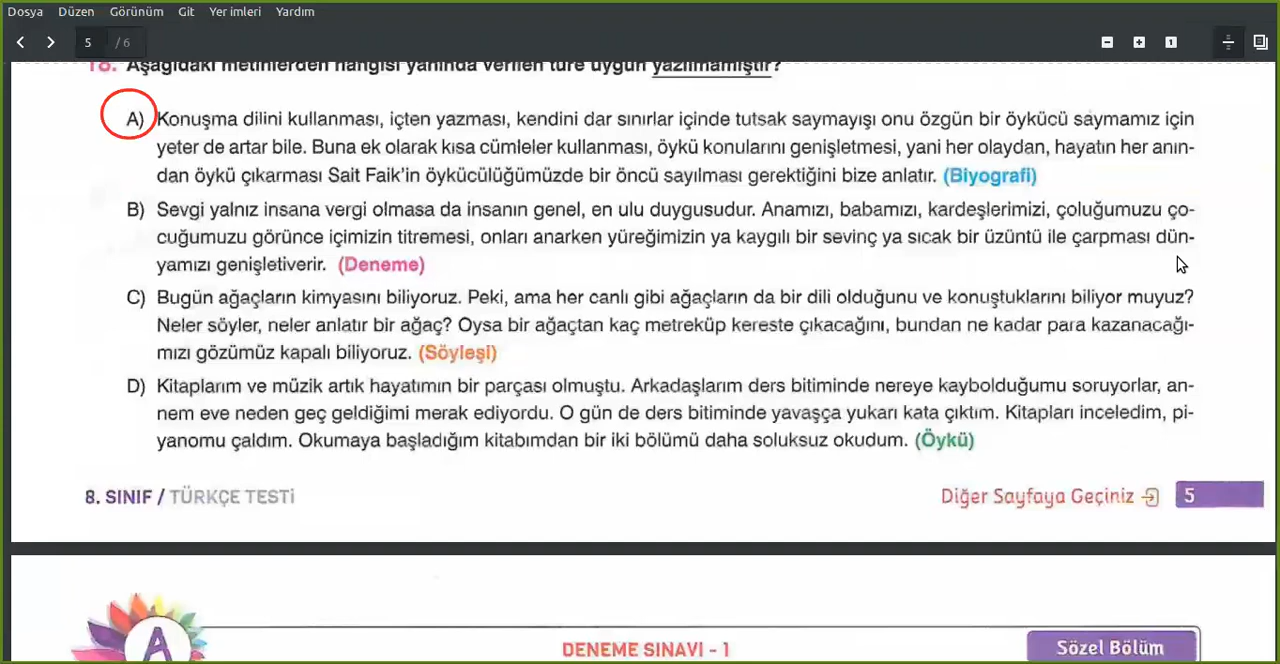 Dosya Düzen Görünüm Git Yer imleri Yardım
5 / 6
18. Aşağıdaki metinlerden hangisi yanında verilen türe uygun yazılmamıştır?
A) Konuşma dilini kullanması, içten yazması, kendini dar sınırlar içinde tutsak saymayışı onu özgün bir öykücü saymamız için
yeter de artar bile. Buna ek olarak kısa cümleler kullanması, öykü konularını genişletmesi, yani her olaydan, hayatın her anın-
dan öykü çıkarması Sait Faik'in öykücülüğümüzde bir öncü sayılması gerektiğini bize anlatır. (Biyografi)
B) Sevgi yalnız insana vergi olmasa da insanın genel, en ulu duygusudur. Anamızı, babamızı, kardeşlerimizi, çoluğumuzu ço-
cuğumuzu görünce içimizin titremesi, onları anarken yüreğimizin ya kaygılı bir sevinç ya sıcak bir üzüntü ile çarpması dün-
yamızı genişletiverir. (Deneme)
C) Bugün ağaçların kimyasını biliyoruz. Peki, ama her canlı gibi ağaçların da bir dili olduğunu ve konuştuklarını biliyor muyuz?
Neler söyler, neler anlatır bir ağaç? Oysa bir ağaçtan kaç metreküp kereste çıkacağını, bundan ne kadar para kazanacağı-
mızı gözümüz kapalı biliyoruz. (Söyleşi)
D) Kitaplarım ve müzik artık hayatımın bir parçası olmuştu. Arkadaşlarım ders bitiminde nereye kaybolduğumu soruyorlar, an-
nem eve neden geç geldiğimi merak ediyordu. O gün de ders bitiminde yavaşça yukarı kata çıktım. Kitapları inceledim, pi-
yanomu çaldım. Okumaya başladığım kitabımdan bir iki bölümü daha soluksuz okudum. (Öykü)
8. SINIF / TÜRKÇE TESTİ
Diğer Sayfaya Geçiniz 5
A
DENEME SINAVI - 1
Sözel Bölüm